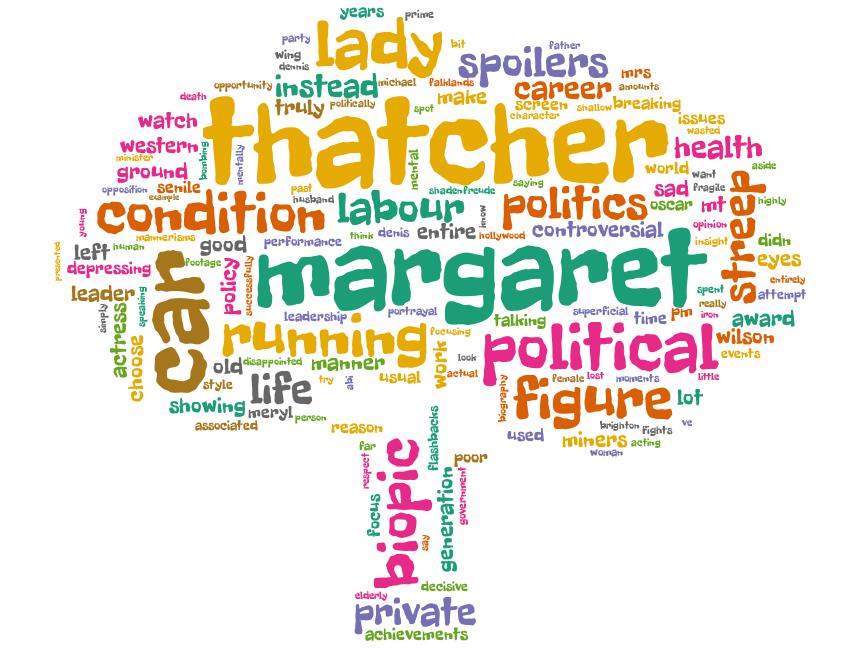 years
prime
party
lady
bit
father
wing
spoilers
dennis
mrs
opportunity
instead
michael
falklands
career
amounts
death
truly
politically
spot
make
screen
shallow
breaking
character
watch
thatcher
issues
wasted
western
health
minister
bombing
mentally
mental
ground
world
aside
want
opposition
senile
past
shadenfreude
saying
sad
fragile
example
husband
oscar
mt
highly
young
condition
labour
know
politics
streep
opinion
mannerisms
think
denis
entire
hollywood
controversial
left
human
good
performance
insight
didn
presented
depressing
footage
margaret
eyes
car
policy
successfully
entirely
leader
speaking
spent
attempt
simply
really
actress
leadership
portrayal
talking
superficial
time
pm
iron
award
choose
running
focusing
political
wilson
work
look
events
old
disappointed
manner
style
life
try
abi
usual
actual
biography
female
lost
moments
little
figure
lot
showing
meryl
person
associated
reason
flashbacks
brighton
fights
ve
used
miners
acting
woman
far
respect
biopic
poor
generation
government
focus
say
decisive
elderly
private
achievements